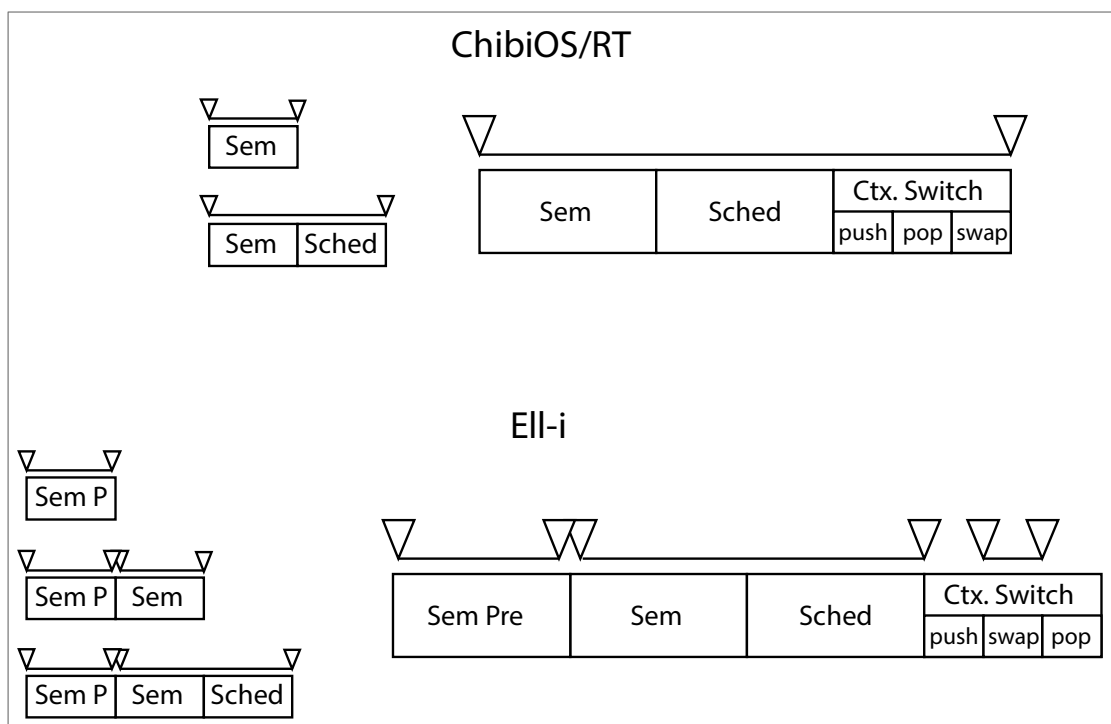 ChibiOS/RT
Sem
Sem Sched
Sem Sched Ctx. Switch
push pop swap
Ell-i
Sem P
Sem P Sem
Sem P Sem Sched
Sem Pre Sem Sched Ctx. Switch
push swap pop